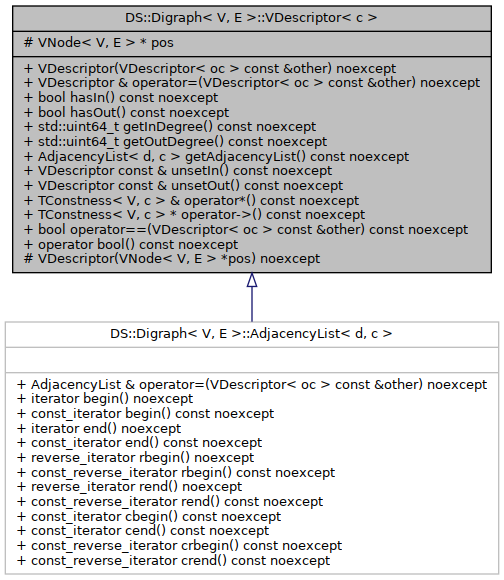 DS::Digraph< V, E >::VDescriptor< c >
# VNode< V, E > * pos
+ VDescriptor(VDescriptor< oc > const &other) noexcept
+ VDescriptor & operator=(VDescriptor< oc > const &other) noexcept
+ bool hasIn() const noexcept
+ bool hasOut() const noexcept
+ std::uint64_t getInDegree() const noexcept
+ std::uint64_t getOutDegree() const noexcept
+ AdjacencyList< d, c > getAdjacencyList() const noexcept
+ VDescriptor const & unsetIn() const noexcept
+ VDescriptor const & unsetOut() const noexcept
+ TConstness< V, c > & operator*() const noexcept
+ TConstness< V, c > * operator->() const noexcept
+ bool operator==(VDescriptor< oc > const &other) const noexcept
+ operator bool() const noexcept
# VDescriptor(VNode< V, E > *pos) noexcept
DS::Digraph< V, E >::AdjacencyList< d, c >
+ AdjacencyList & operator=(VDescriptor< oc > const &other) noexcept
+ iterator begin() noexcept
+ const_iterator begin() const noexcept
+ iterator end() noexcept
+ const_iterator end() const noexcept
+ reverse_iterator rbegin() noexcept
+ const_reverse_iterator rbegin() const noexcept
+ reverse_iterator rend() noexcept
+ const_reverse_iterator rend() const noexcept
+ const_iterator cbegin() const noexcept
+ const_iterator cend() const noexcept
+ const_reverse_iterator crbegin() const noexcept
+ const_reverse_iterator crend() const noexcept